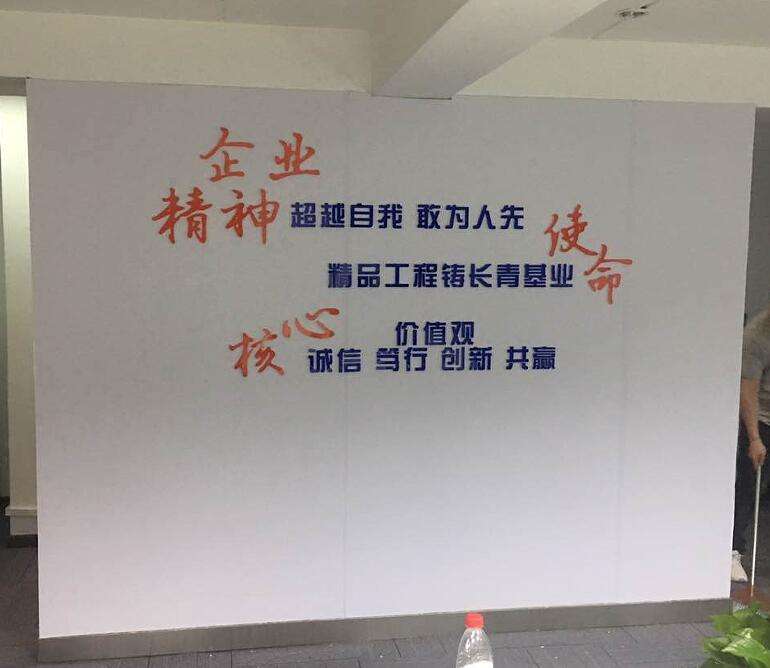 企业
精神 超越自我 敢为人先
使命
精品工程铸长青基业
核心 价值观
诚信 笃行 创新 共赢